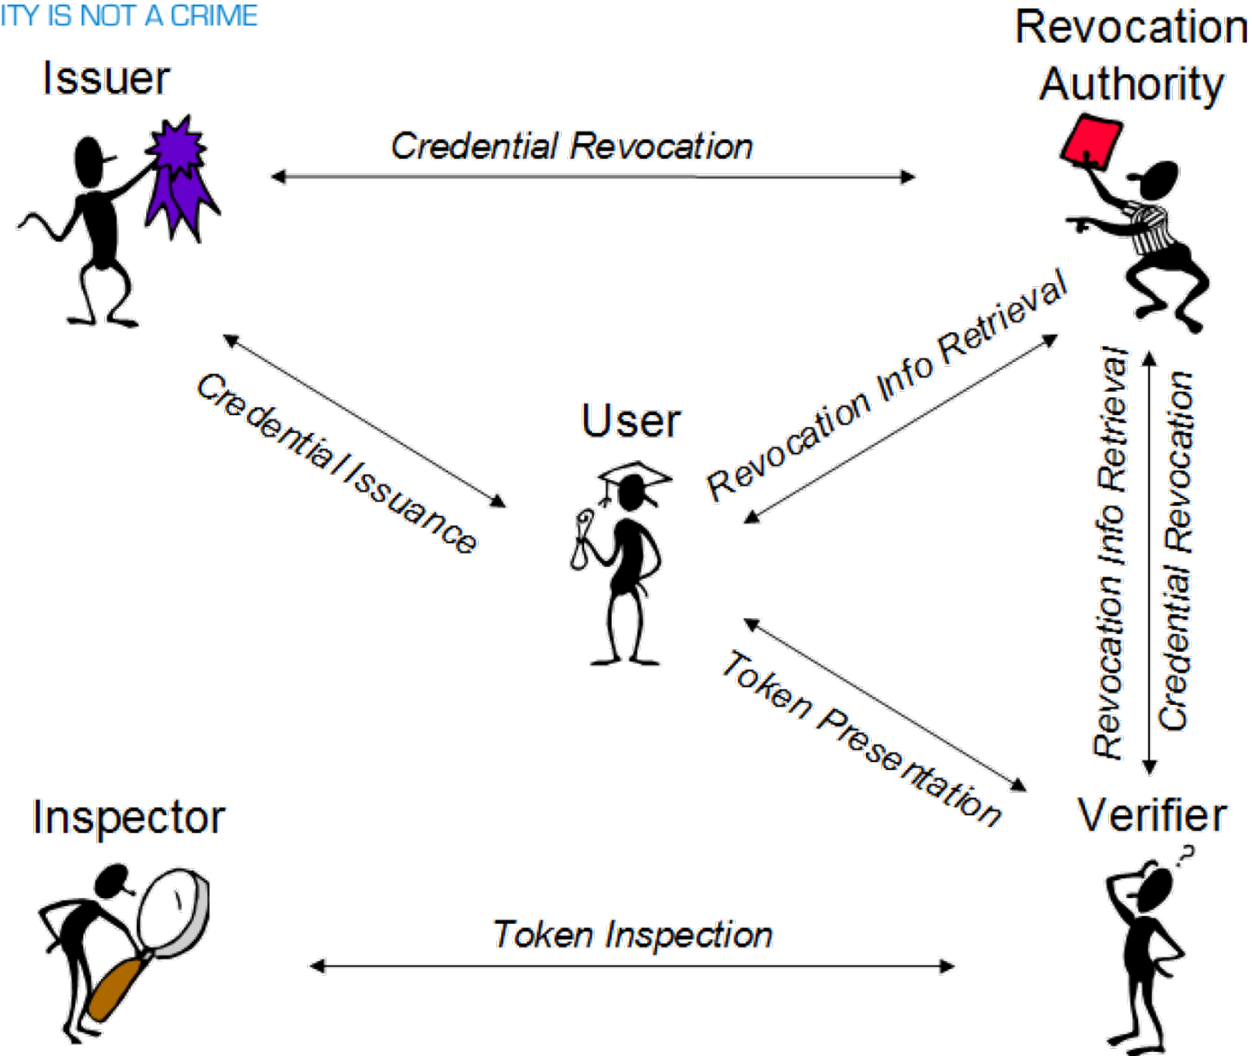 ITY IS NOT A CRIME
Revocation
Authority
Issuer
Credential Revocation
Revocation Info Retrieval
Credential Issuance
User
Revocation Info Retrieval
Credential Revocation
Token Presentation
Inspector
Verifier
?
Token Inspection